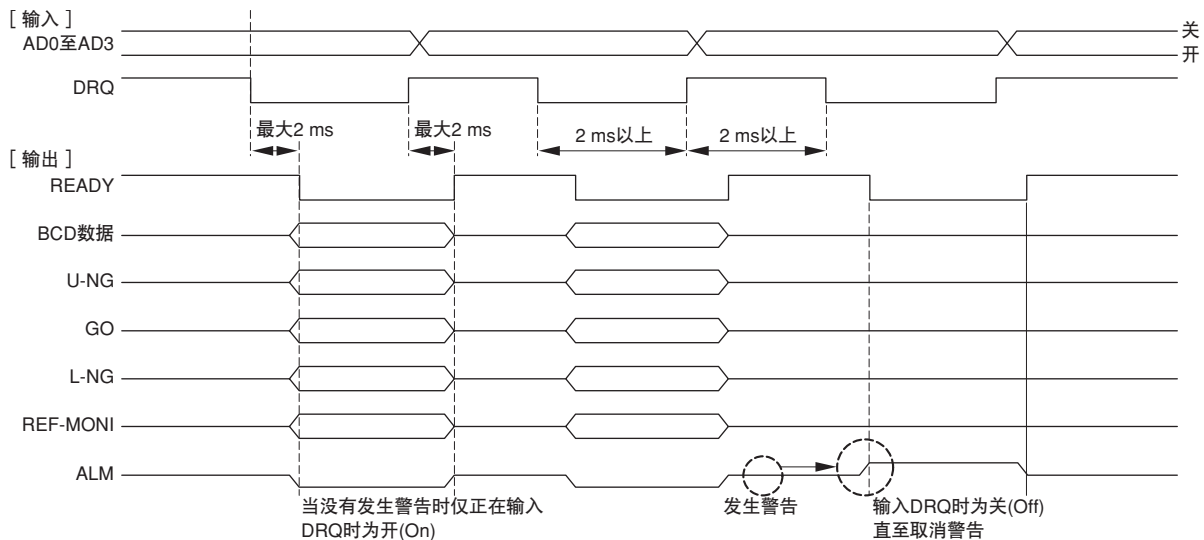 [ 输入 ]
AD0至AD3
关
开
DRQ
最大2 ms
最大2 ms
2 ms以上
2 ms以上
[ 输出 ]
READY
BCD数据
U-NG
GO
L-NG
REF-MONI
ALM
当没有发生警告时仅正在输入
DRQ时为开(On)
发生警告
输入DRQ时为关(Off)
直至取消警告